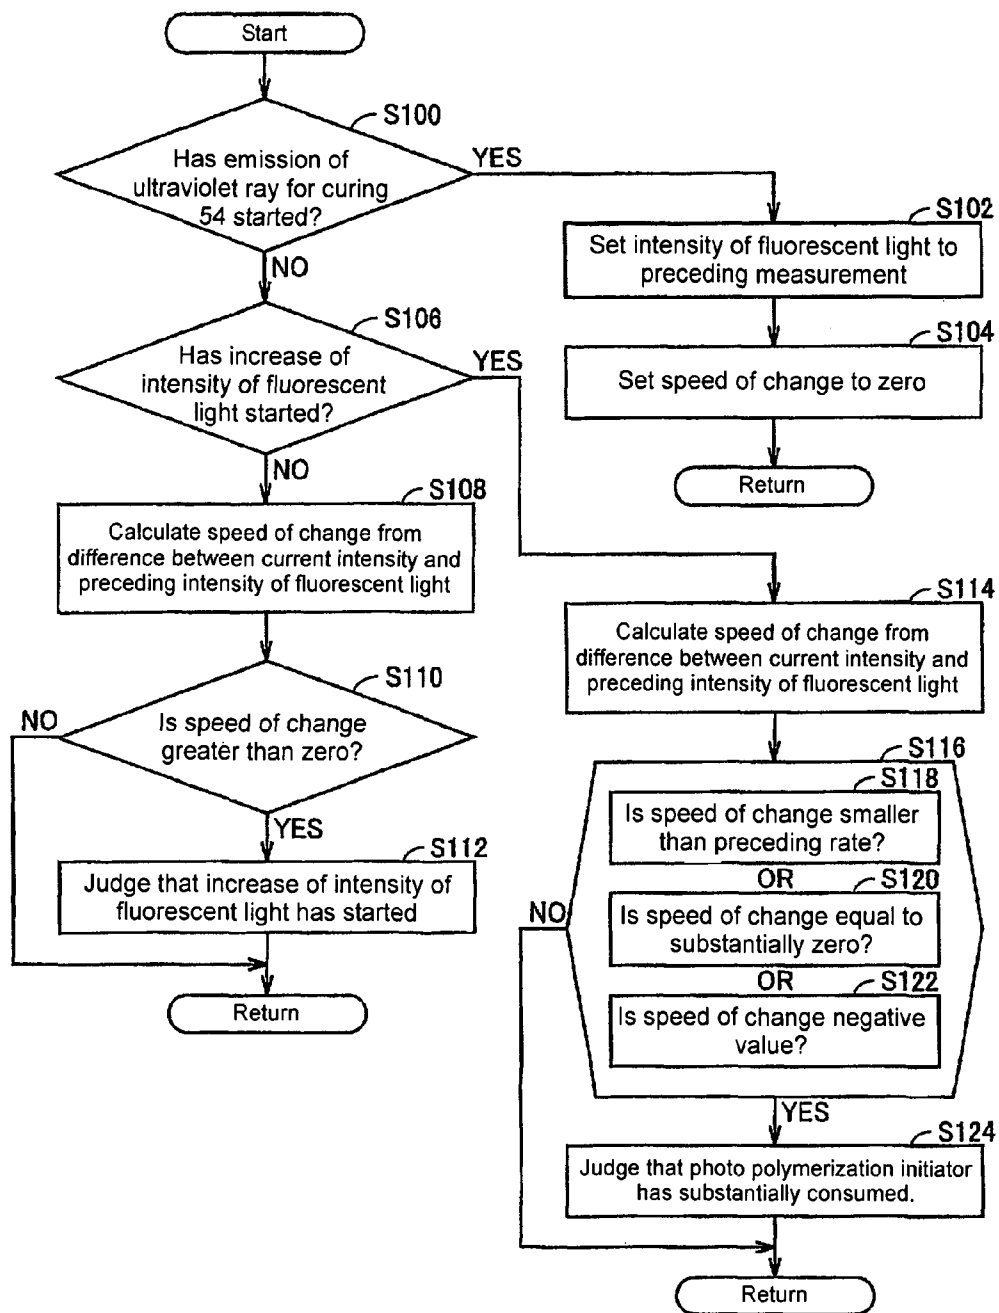 Start
S100
Has emission of
ultraviolet ray for curing
54 started?
YES
NO
S102
Set intensity of fluorescent light to
preceding measurement
S104
Set speed of change to zero
Return
S106
Has increase of
intensity of fluorescent
light started?
YES
NO
S108
Calculate speed of change from
difference between current intensity and
preceding intensity of fluorescent light
S110
Is speed of change
greater than zero?
NO
YES
S112
Judge that increase of intensity of
fluorescent light has started
Return
S114
Calculate speed of change from
difference between current intensity and
preceding intensity of fluorescent light
S116
S118
Is speed of change smaller
than preceding rate?
OR
S120
Is speed of change equal to
substantially zero?
OR
S122
Is speed of change negative
value?
NO
YES
S124
Judge that photo polymerization initiator
has substantially consumed.
Return